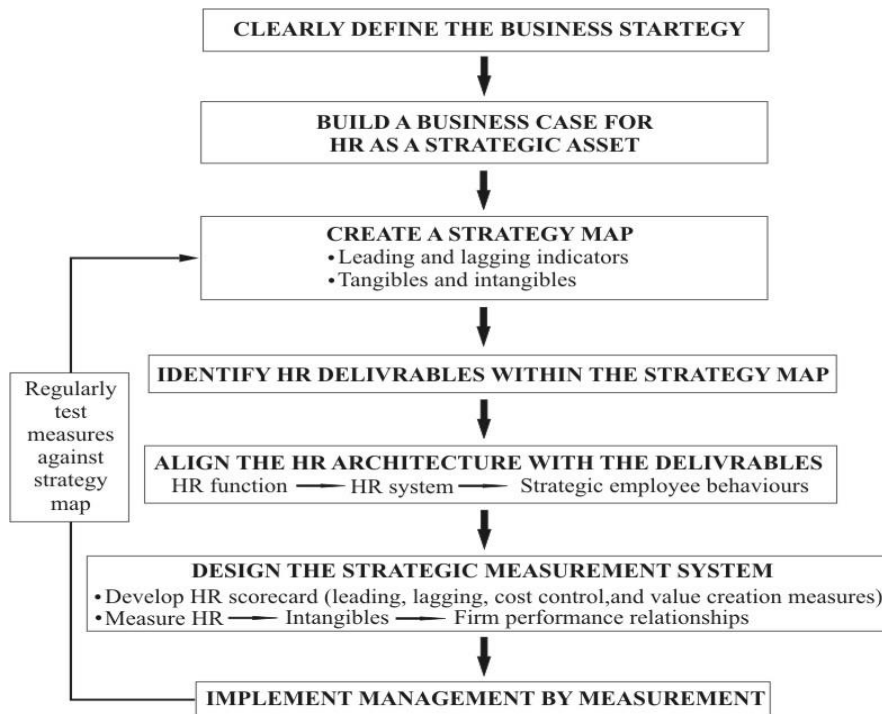 CLEARLY DEFINE THE BUSINESS STARTEGY
BUILD A BUSINESS CASE FOR
HR AS A STRATEGIC ASSET
CREATE A STRATEGY MAP
•Leading and lagging indicators
•Tangibles and intangibles
IDENTIFY HR DELIVRABLES WITHIN THE STRATEGY MAP
Regularly
test
measures
against
strategy
map
ALIGN THE HR ARCHITECTURE WITH THE DELIVRABLES
HR function → HR system → Strategic employee behaviours
DESIGN THE STRATEGIC MEASUREMENT SYSTEM
•Develop HR scorecard (leading, lagging, cost control,and value creation measures)
•Measure HR → Intangibles → Firm performance relationships
IMPLEMENT MANAGEMENT BY MEASUREMENT